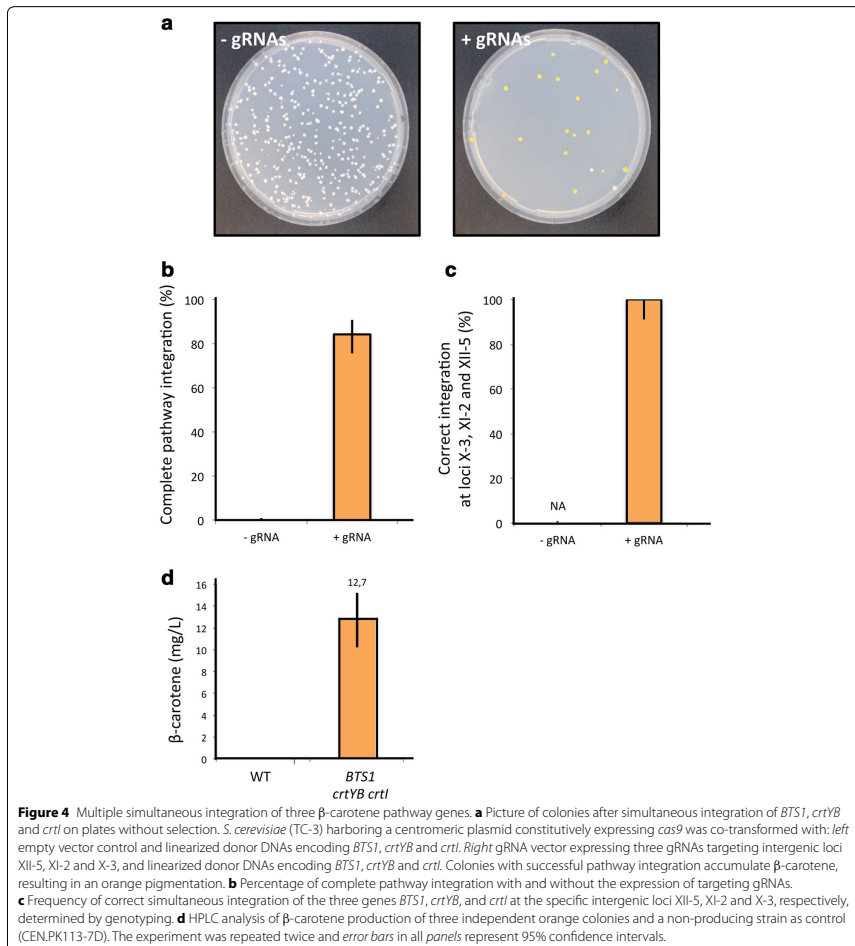 a
- gRNAs
+ gRNAs
b
Complete pathway integration (%)
100
80
60
40
20
0
- gRNA
+ gRNA
c
Correct integration
at loci X-3, XI-2 and XII-5 (%)
100
80
60
40
20
0
NA
- gRNA
+ gRNA
d
β-carotene (mg/L)
16
14
12
10
8
6
4
2
0
12,7
WT
BTS1
crtYB crtI
Figure 4 Multiple simultaneous integration of three β-carotene pathway genes. a Picture of colonies after simultaneous integration of BTS1, crtYB
and crtI on plates without selection. S. cerevisiae (TC-3) harboring a centromeric plasmid constitutively expressing cas9 was co-transformed with: left
empty vector control and linearized donor DNAs encoding BTS1, crtYB and crtI. Right gRNA vector expressing three gRNAs targeting intergenic loci
XII-5, XI-2 and X-3, and linearized donor DNAs encoding BTS1, crtYB and crtI. Colonies with successful pathway integration accumulate β-carotene,
resulting in an orange pigmentation. b Percentage of complete pathway integration with and without the expression of targeting gRNAs.
c Frequency of correct simultaneous integration of the three genes BTS1, crtYB, and crtI at the specific intergenic loci XII-5, XI-2 and X-3, respectively,
determined by genotyping. d HPLC analysis of β-carotene production of three independent orange colonies and a non-producing strain as control
(CEN.PK113-7D). The experiment was repeated twice and error bars in all panels represent 95% confidence intervals.